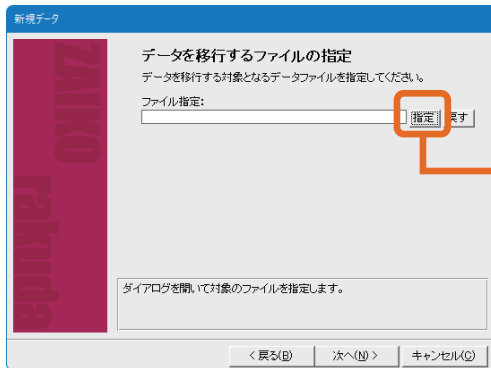 新規データ
ZAIKO rakuda
データを移行するファイルの指定
データを移行する対象となるデータファイルを指定してください。
ファイル指定:
指定 戻す
ダイアログを開いて対象のファイルを指定します。
< 戻る(B) 次へ(N) > キャンセル(C)